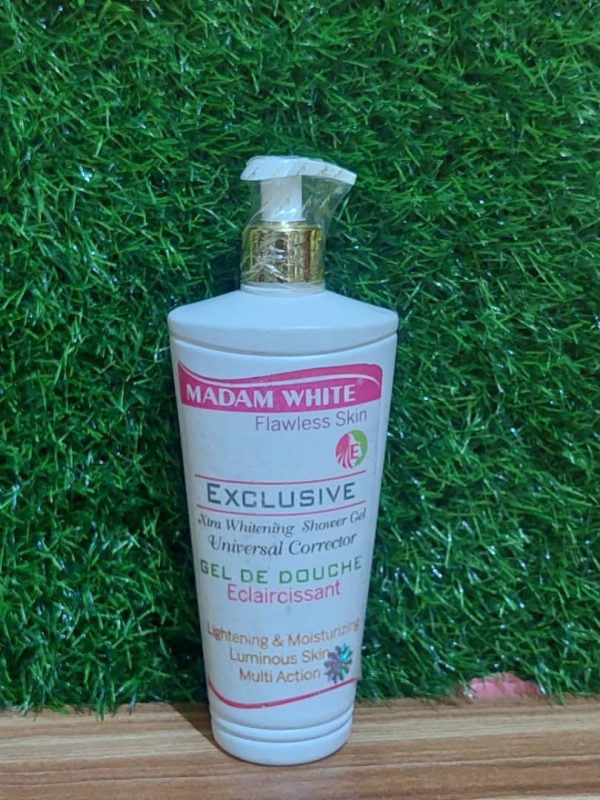 MADAM WHITE®
Flawless Skin
E
EXCLUSIVE
Xtra Whitening Shower Gel
Universal Corrector
GEL DE DOUCHE
Eclaircissant
Lightening & Moisturizing
Luminous Skin
Multi Action